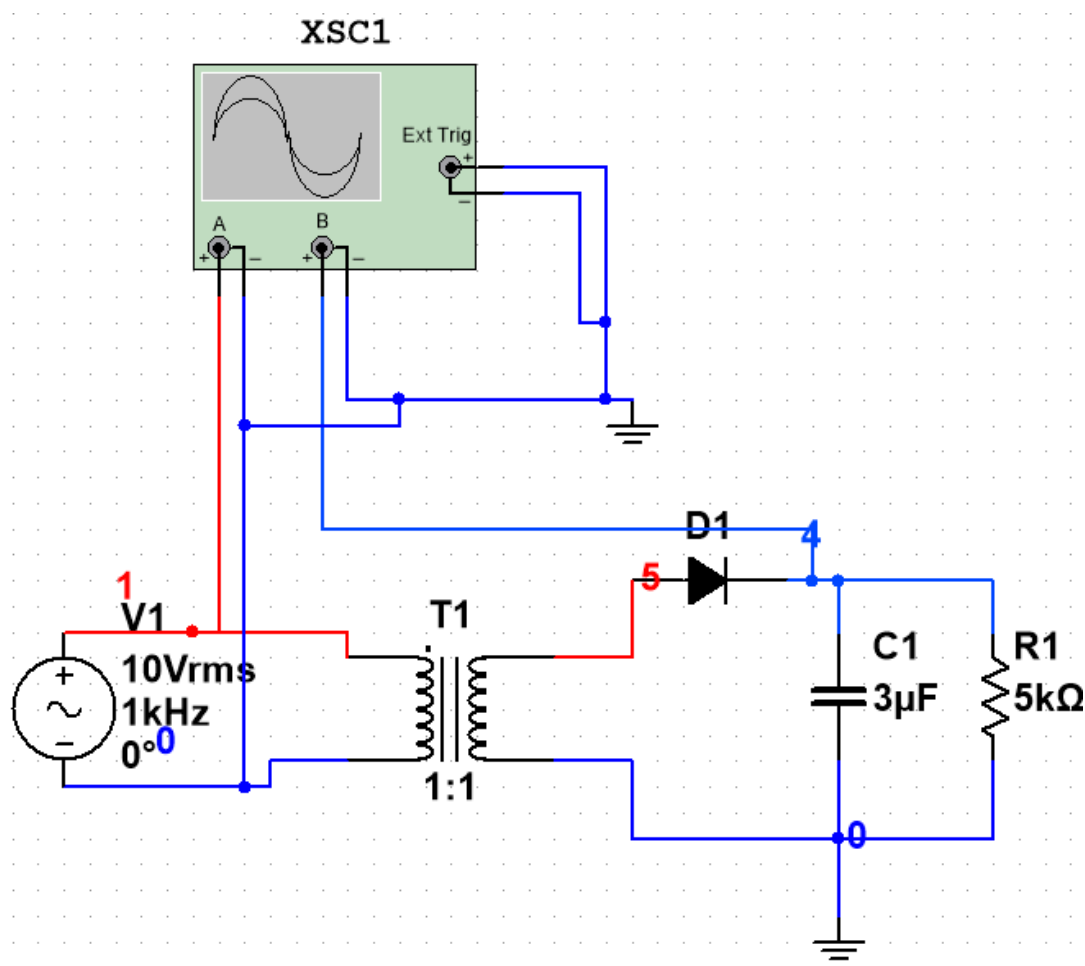 XSC1
Ext Trig
+
–
A
B
+
–
+
–
D1
4
5
1
V1
T1
10Vrms
1kHz
0°
0
+
–
1:1
C1
3µF
R1
5kΩ
0